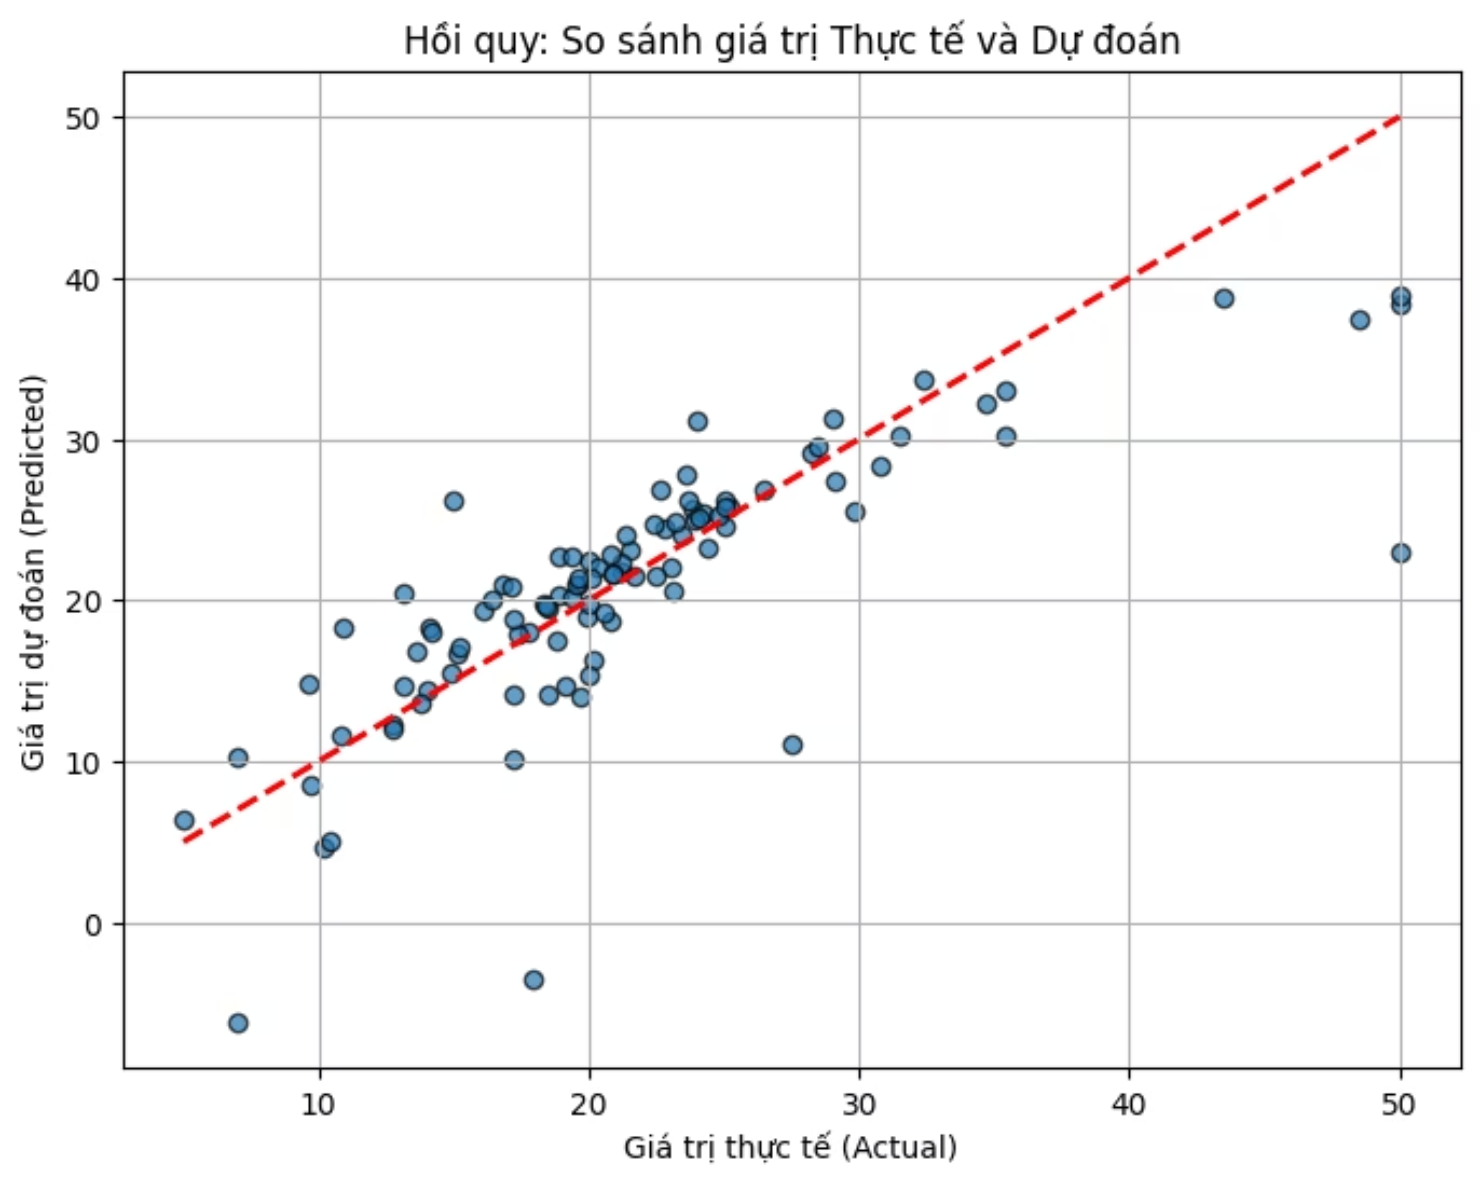 Hồi quy: So sánh giá trị Thực tế và Dự đoán
Giá trị dự đoán (Predicted)
50
40
30
20
10
0
10 20 30 40 50
Giá trị thực tế (Actual)